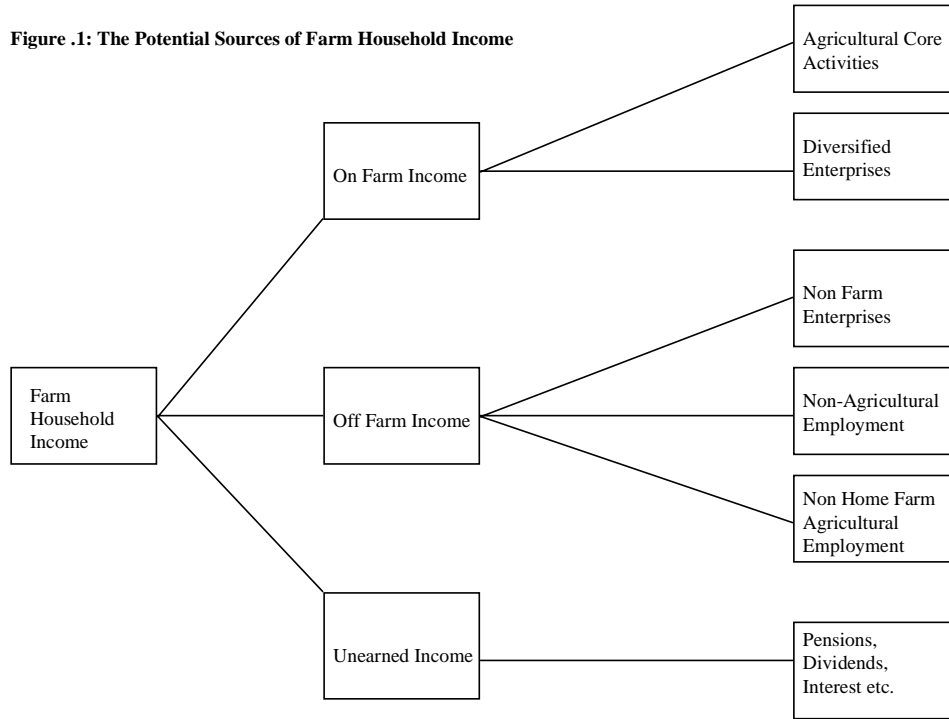 Figure .1: The Potential Sources of Farm Household Income
Agricultural Core
Activities
On Farm Income
Diversified
Enterprises
Non Farm
Enterprises
Farm
Household
Income
Off Farm Income
Non-Agricultural
Employment
Non Home Farm
Agricultural
Employment
Unearned Income
Pensions,
Dividends,
Interest etc.